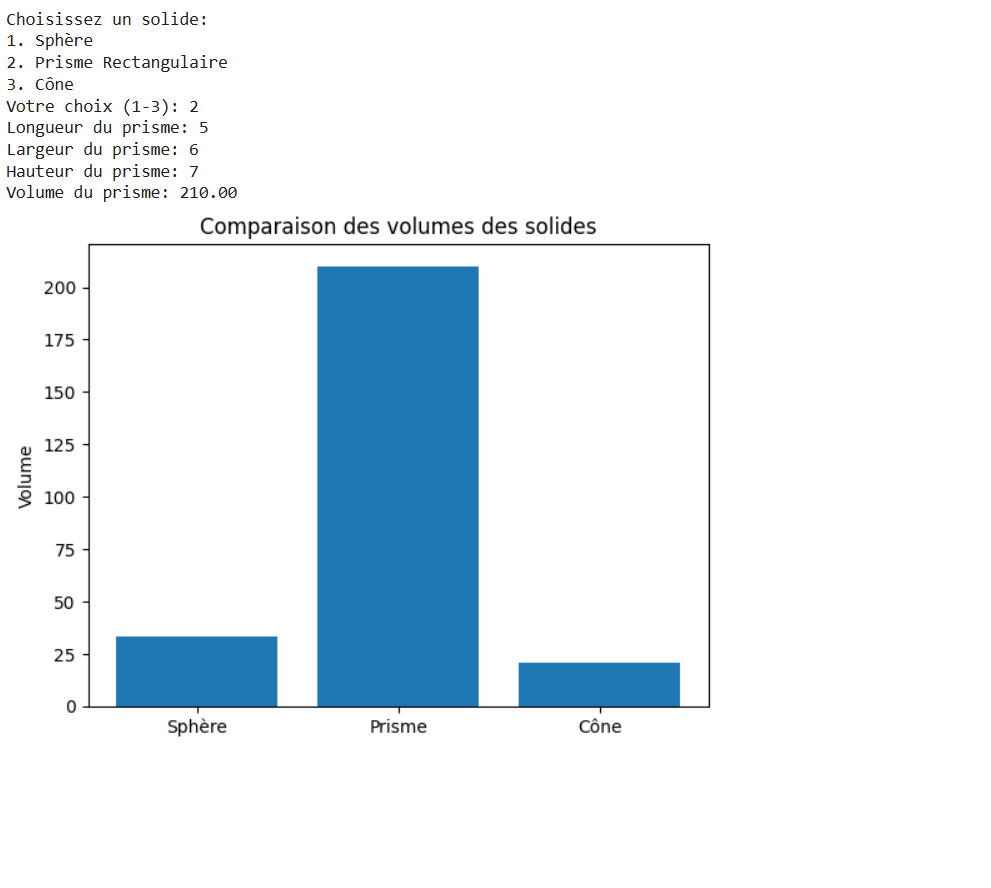 Choisissez un solide:
1. Sphère
2. Prisme Rectangulaire
3. Cône
Votre choix (1-3): 2
Longueur du prisme: 5
Largeur du prisme: 6
Hauteur du prisme: 7
Volume du prisme: 210.00
Comparaison des volumes des solides
200
175
150
125
100
75
50
25
0
Volume
Sphère Prisme Cône